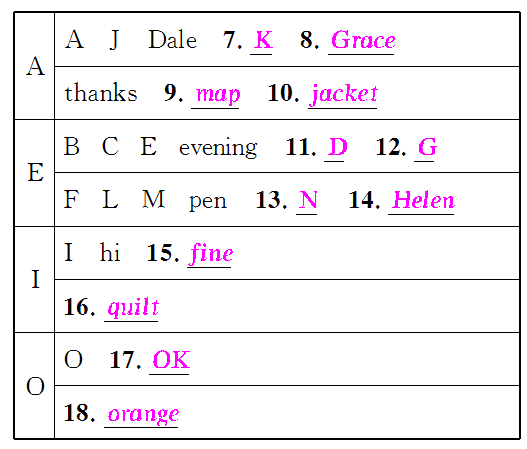 A
A J Dale 7. K 8. Grace
thanks 9. map 10. jacket
E
B C E evening 11. D 12. G
F L M pen 13. N 14. Helen
I
I hi 15. fine
16. quilt
O
O 17. OK
18. orange